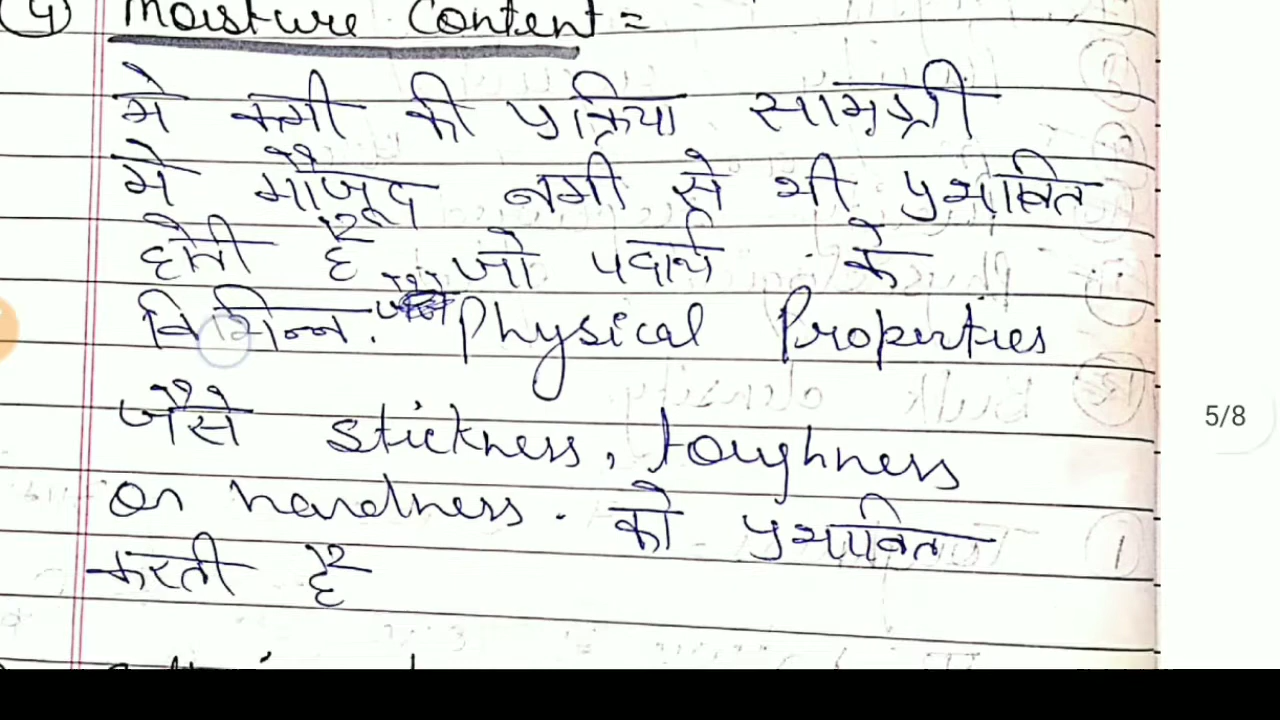 ④ Moisture Content =
मे कमी की प्रक्रिया सामग्री
मे मौजूद नमी से भी प्रभावित
होती है जो पदार्थ के
विभिन्न. Physical Properties
जैसे stickness, toughness
or hardness. को प्रभावित
करती है
5/8